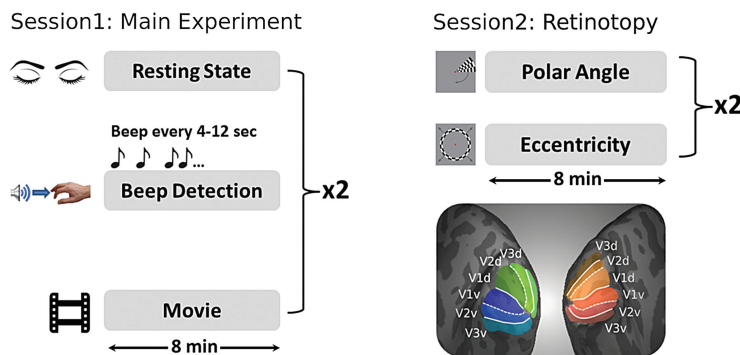 Session1: Main Experiment
Resting State
Beep every 4-12 sec
Beep Detection
x2
Movie
8 min
Session2: Retinotopy
Polar Angle
x2
Eccentricity
8 min
V3d
V2d
V1d
V1v
V2v
V3v
V3d
V2d
V1d
V1v
V2v
V3v